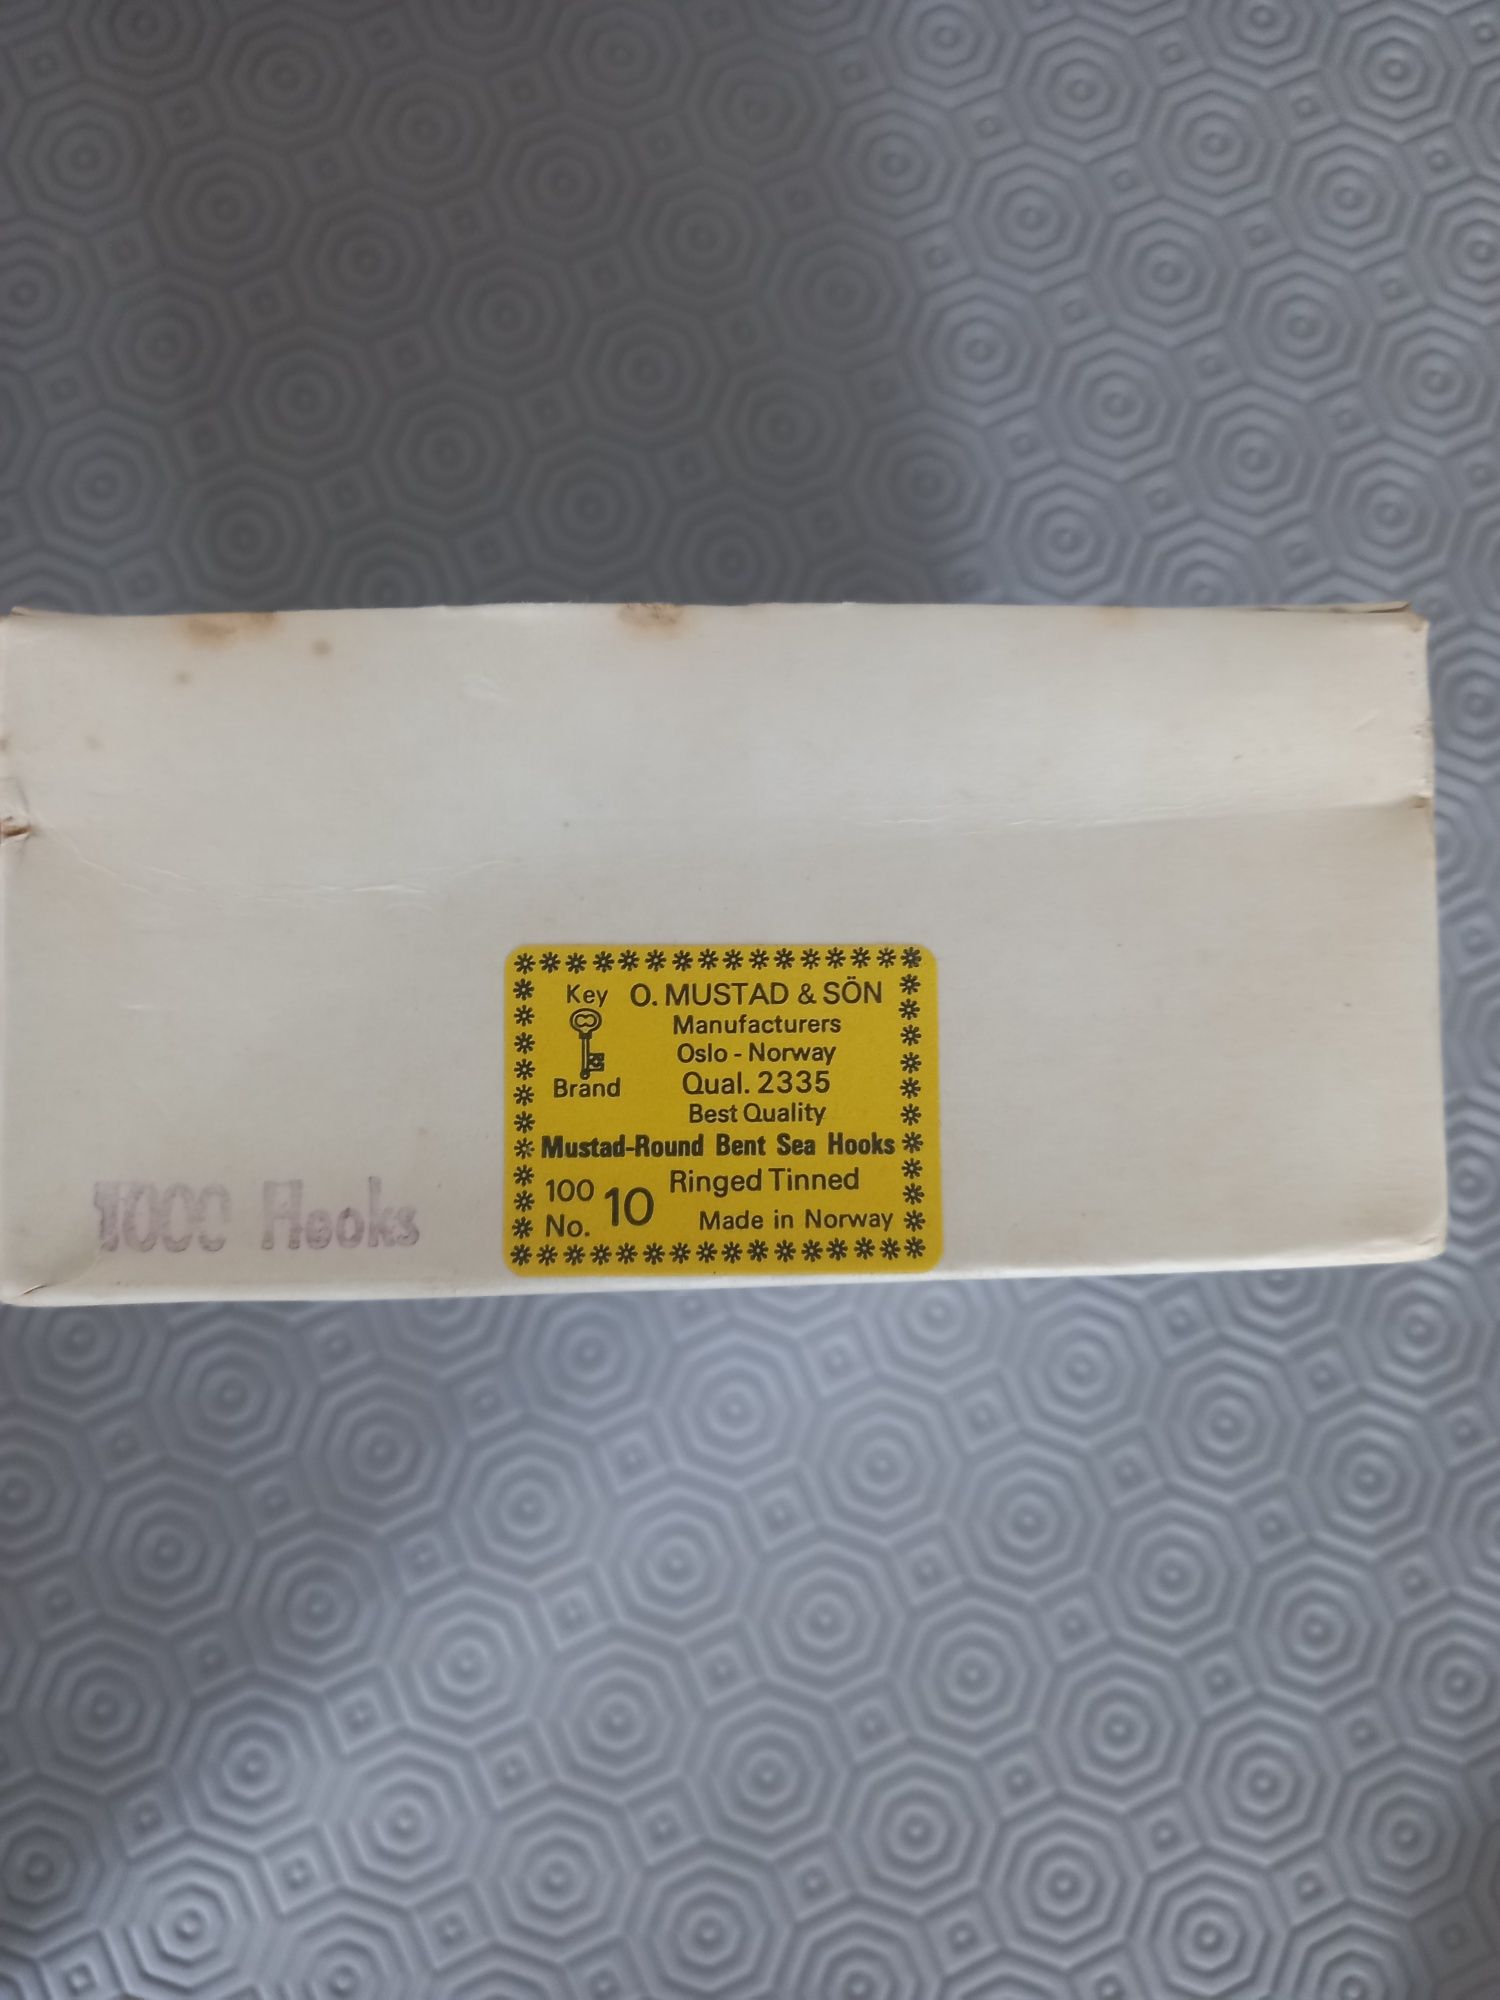 Key O. MUSTAD & SÖN
Manufacturers
Oslo - Norway
Brand Qual. 2335
Best Quality
Mustad-Round Bent Sea Hooks
100 No. 10 Ringed Tinned
Made in Norway
1000 Hooks